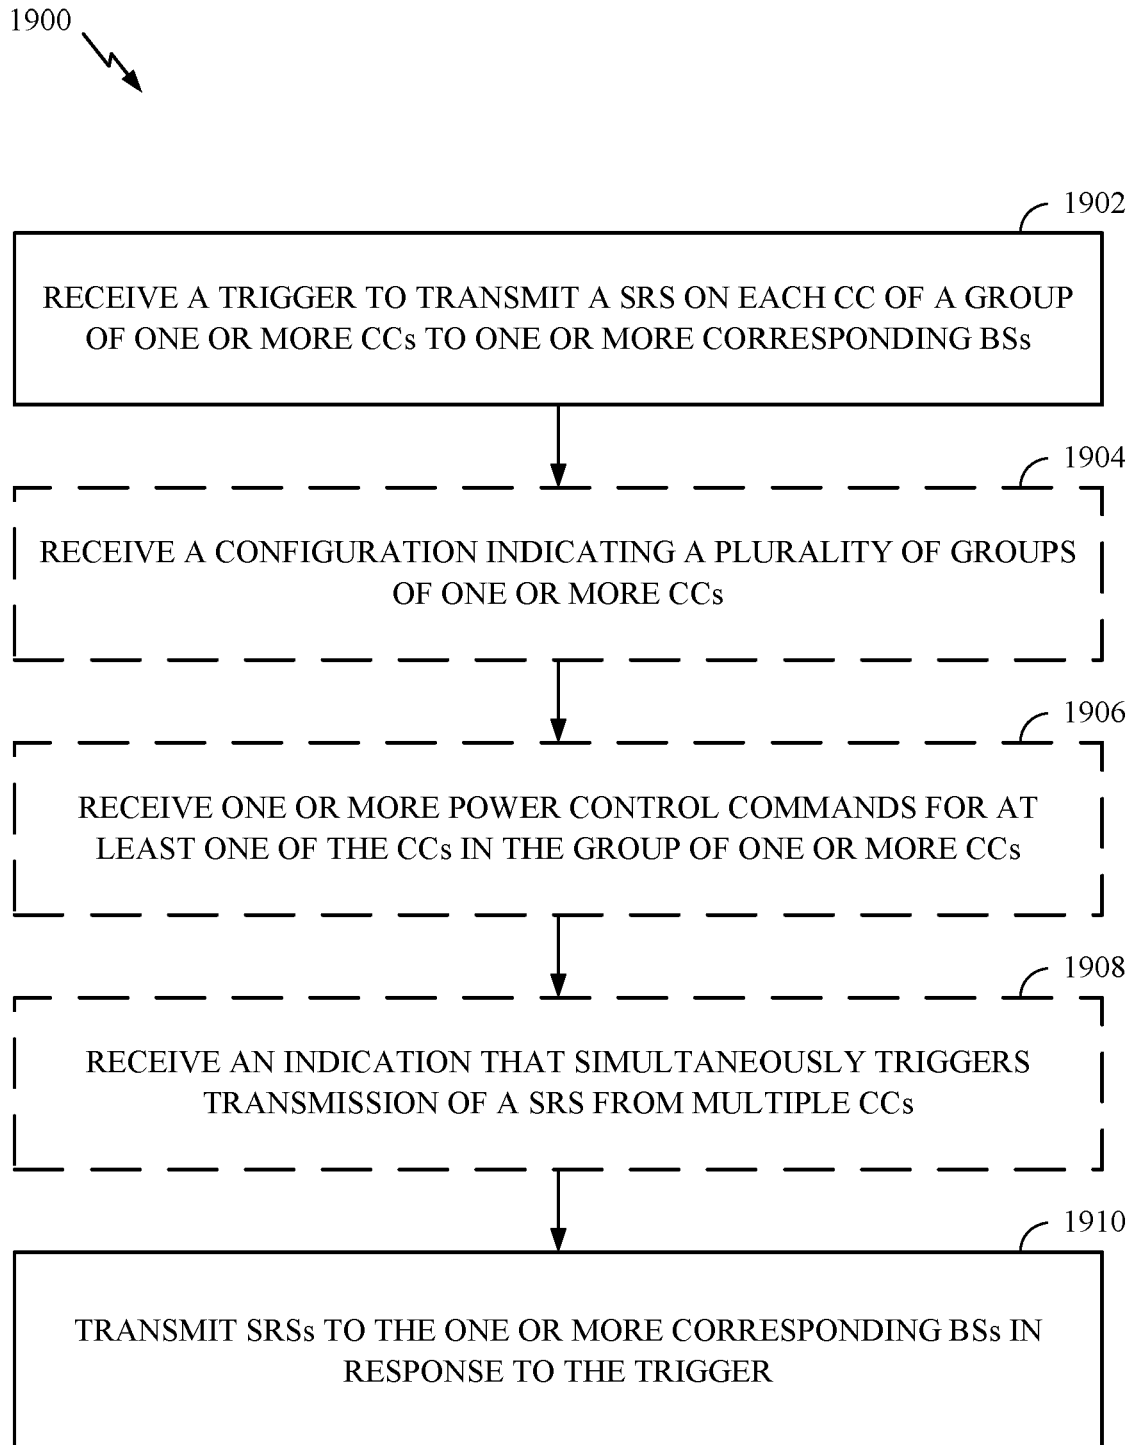 1900
1902
RECEIVE A TRIGGER TO TRANSMIT A SRS ON EACH CC OF A GROUP
OF ONE OR MORE CCs TO ONE OR MORE CORRESPONDING BSs
1904
RECEIVE A CONFIGURATION INDICATING A PLURALITY OF GROUPS
OF ONE OR MORE CCs
1906
RECEIVE ONE OR MORE POWER CONTROL COMMANDS FOR AT
LEAST ONE OF THE CCs IN THE GROUP OF ONE OR MORE CCs
1908
RECEIVE AN INDICATION THAT SIMULTANEOUSLY TRIGGERS
TRANSMISSION OF A SRS FROM MULTIPLE CCs
1910
TRANSMIT SRSs TO THE ONE OR MORE CORRESPONDING BSs IN
RESPONSE TO THE TRIGGER